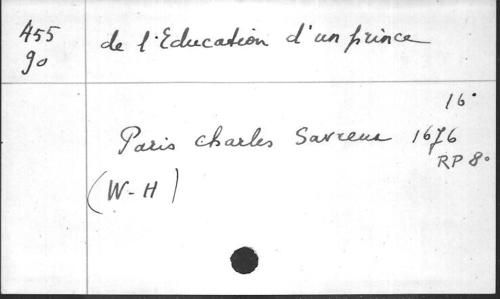 455
90
de l'Education d'un prince
16°
Paris Charles Savreux 1676
RP 8°
(W-H)